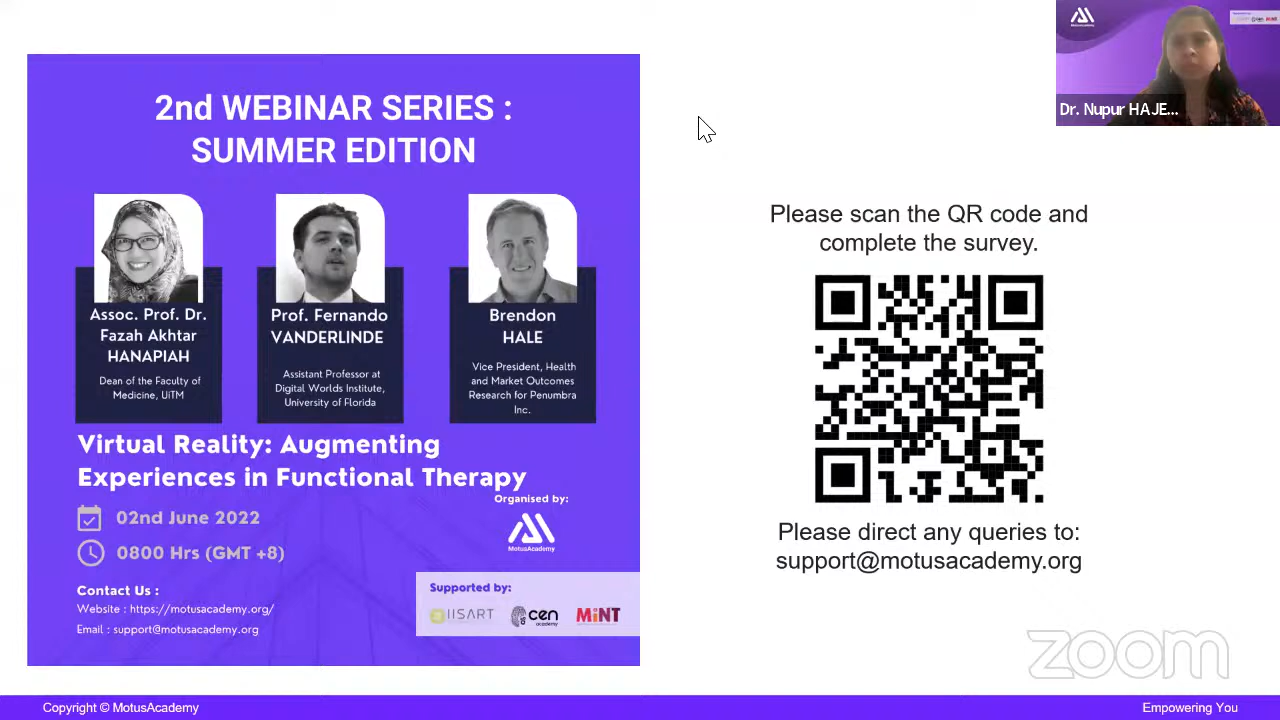 2nd WEBINAR SERIES :
SUMMER EDITION
Assoc. Prof. Dr.
Fazah Akhtar
HANAPIAH
Dean of the Faculty of
Medicine, UiTM
Prof. Fernando
VANDERLINDE
Assistant Professor at
Digital Worlds Institute,
University of Florida
Brendon
HALE
Vice President, Health
and Market Outcomes
Research for Penumbra
Inc.
Virtual Reality: Augmenting
Experiences in Functional Therapy
02nd June 2022
0800 Hrs (GMT +8)
Organised by:
MotusAcademy
Contact Us :
Website : https://motusacademy.org/
Email : support@motusacademy.org
Supported by:
IISART
cen
academy
MiNT
Dr. Nupur HAJE...
Please scan the QR code and
complete the survey.
Please direct any queries to:
support@motusacademy.org
zoom
Copyright © MotusAcademy
Empowering You